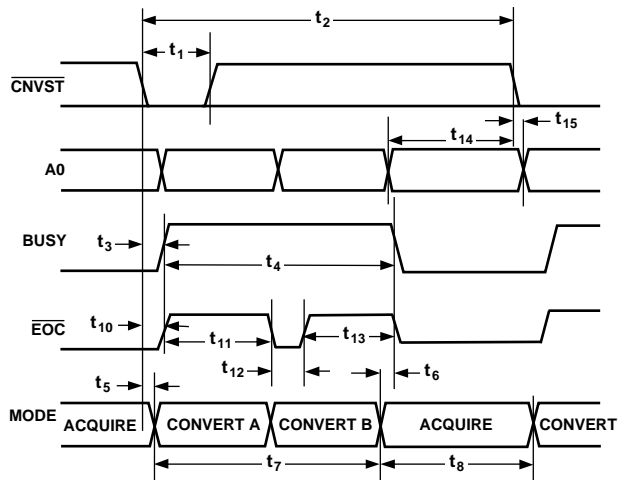 t2
t1
CNVST
t14
t15
A0
BUSY
t3
t4
EOC
t10
t11
t13
t12
t5
t6
MODE
ACQUIRE
CONVERT A
CONVERT B
ACQUIRE
CONVERT
t7
t8